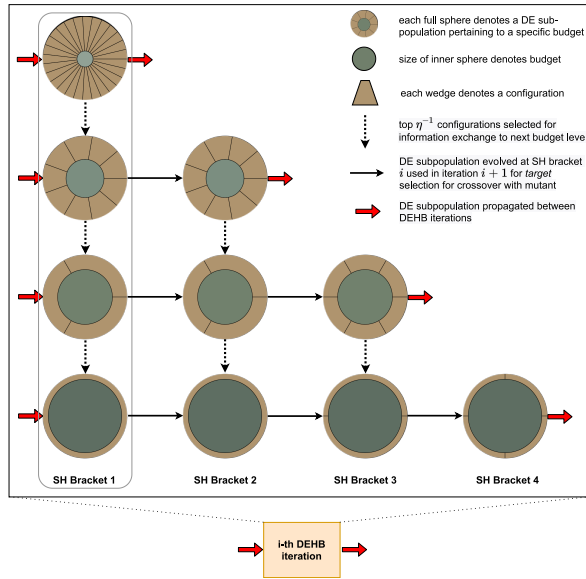 each full sphere denotes a DE sub-
population pertaining to a specific budget
size of inner sphere denotes budget
each wedge denotes a configuration
top η⁻¹ configurations selected for
information exchange to next budget level
DE subpopulation evolved at SH bracket
i used in iteration i + 1 for target
selection for crossover with mutant
DE subpopulation propagated between
DEHB iterations
SH Bracket 1
SH Bracket 2
SH Bracket 3
SH Bracket 4
i-th DEHB
iteration